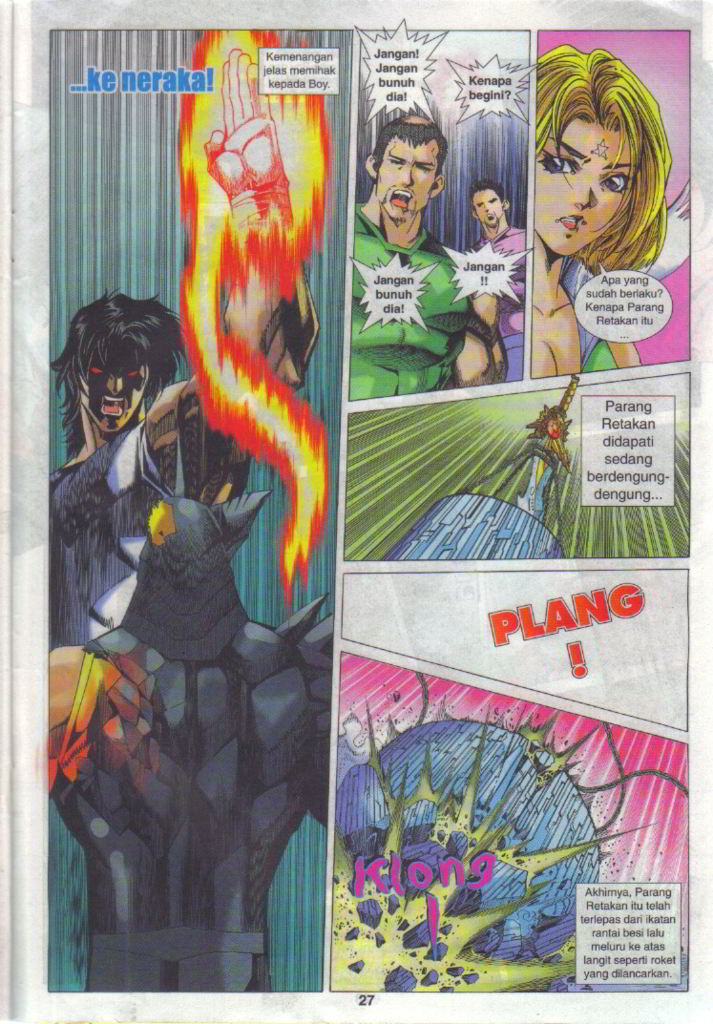 ...ke neraka!
Kemenangan
jelas memihak
kepada Boy.
Jangan!
Jangan
bunuh
dia!
Kenapa
begini?
Jangan
bunuh
dia!
Jangan
!!
Apa yang
sudah berlaku?
Kenapa Parang
Retakan itu
...
Parang
Retakan
didapati
sedang
berdengung-
dengung...
PLANG
!
Klong
!
Akhirnya, Parang
Retakan itu telah
terlepas dari ikatan
rantai besi lalu
meluru ke atas
langit seperti roket
yang dilancarkan.
27